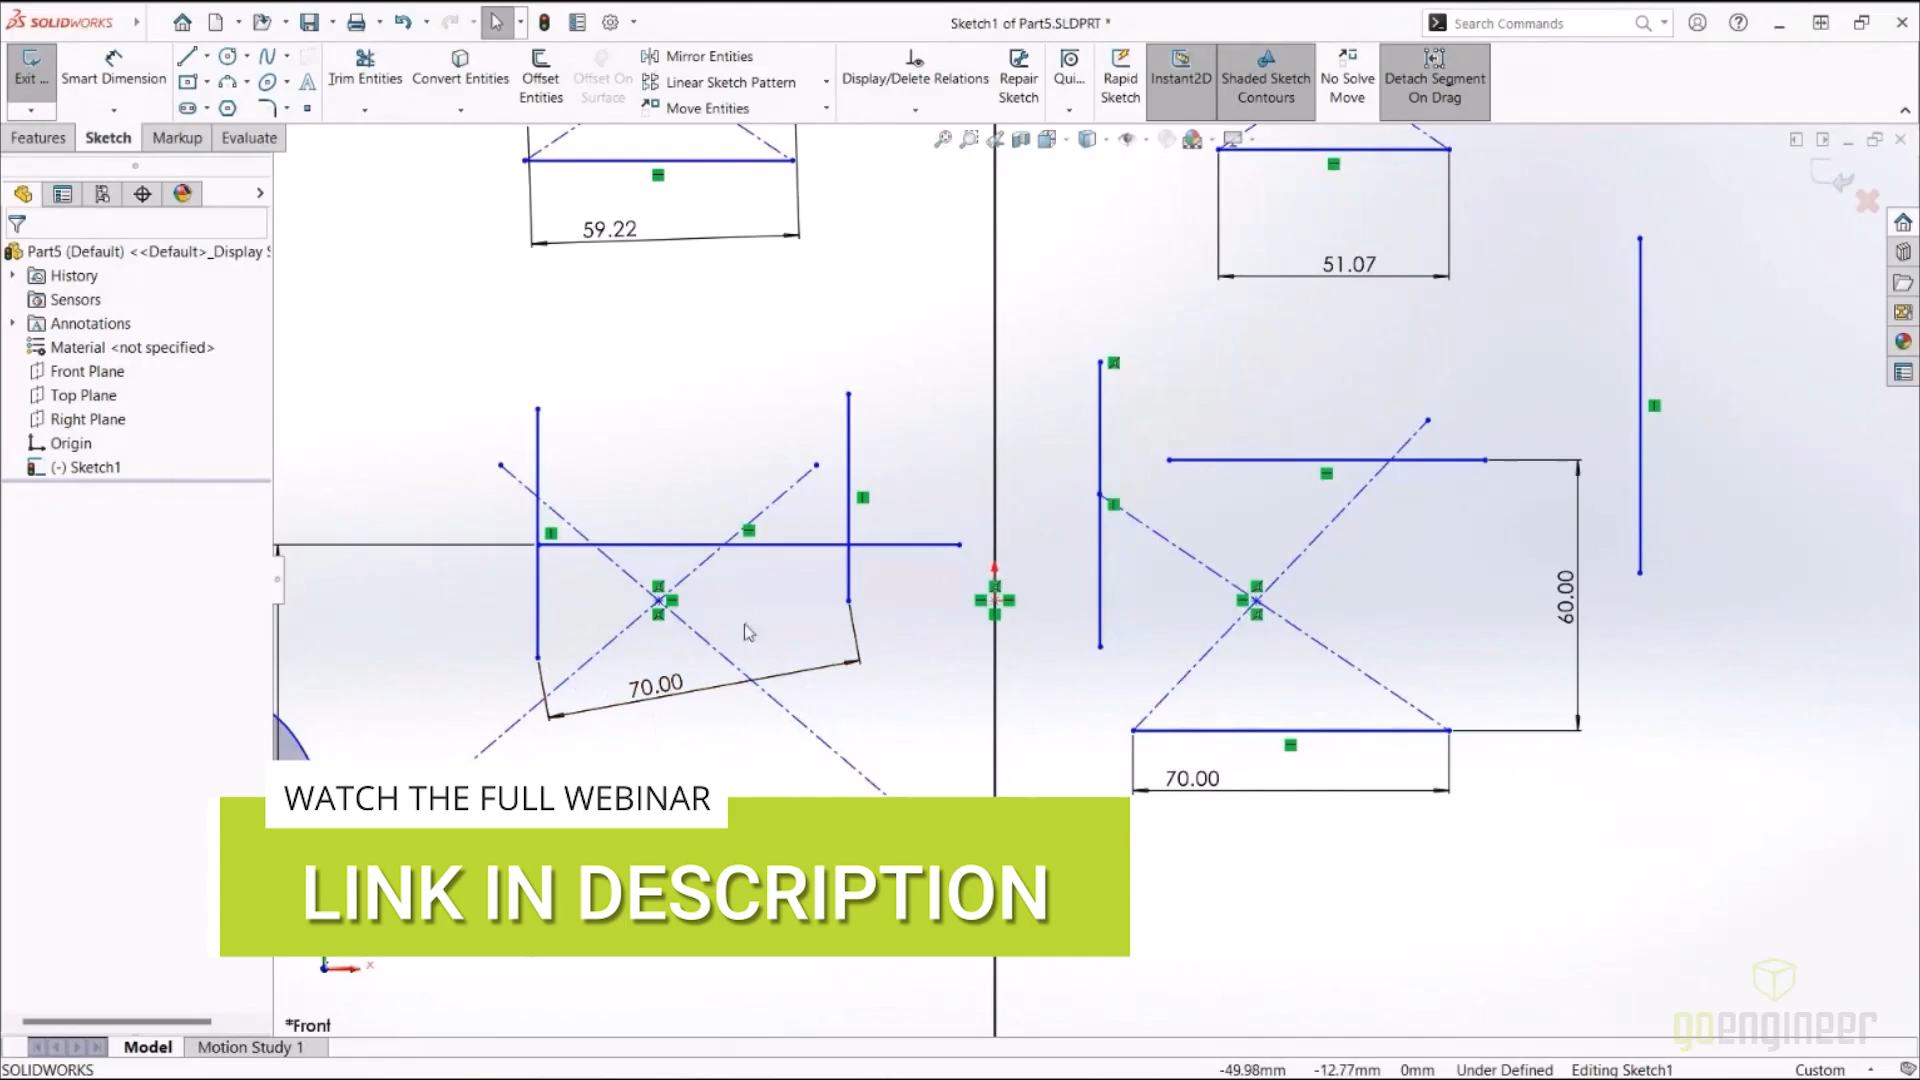 SOLIDWORKS
Sketch1 of Part5.SLDPRT *
Search Commands
Exit ...
Smart Dimension
Trim Entities
Convert Entities
Offset Entities
Offset On Surface
Mirror Entities
Linear Sketch Pattern
Move Entities
Display/Delete Relations
Repair Sketch
Qui...
Rapid Sketch
Instant2D
Shaded Sketch Contours
No Solve Move
Detach Segment On Drag
Features
Sketch
Markup
Evaluate
Part5 (Default) <<Default>_Display S
History
Sensors
Annotations
Material <not specified>
Front Plane
Top Plane
Right Plane
Origin
(-) Sketch1
59.22
51.07
70.00
60.00
70.00
WATCH THE FULL WEBINAR
LINK IN DESCRIPTION
x
*Front
goengineer
Model
Motion Study 1
SOLIDWORKS
-49.98mm
-12.77mm
0mm
Under Defined
Editing Sketch1
Custom